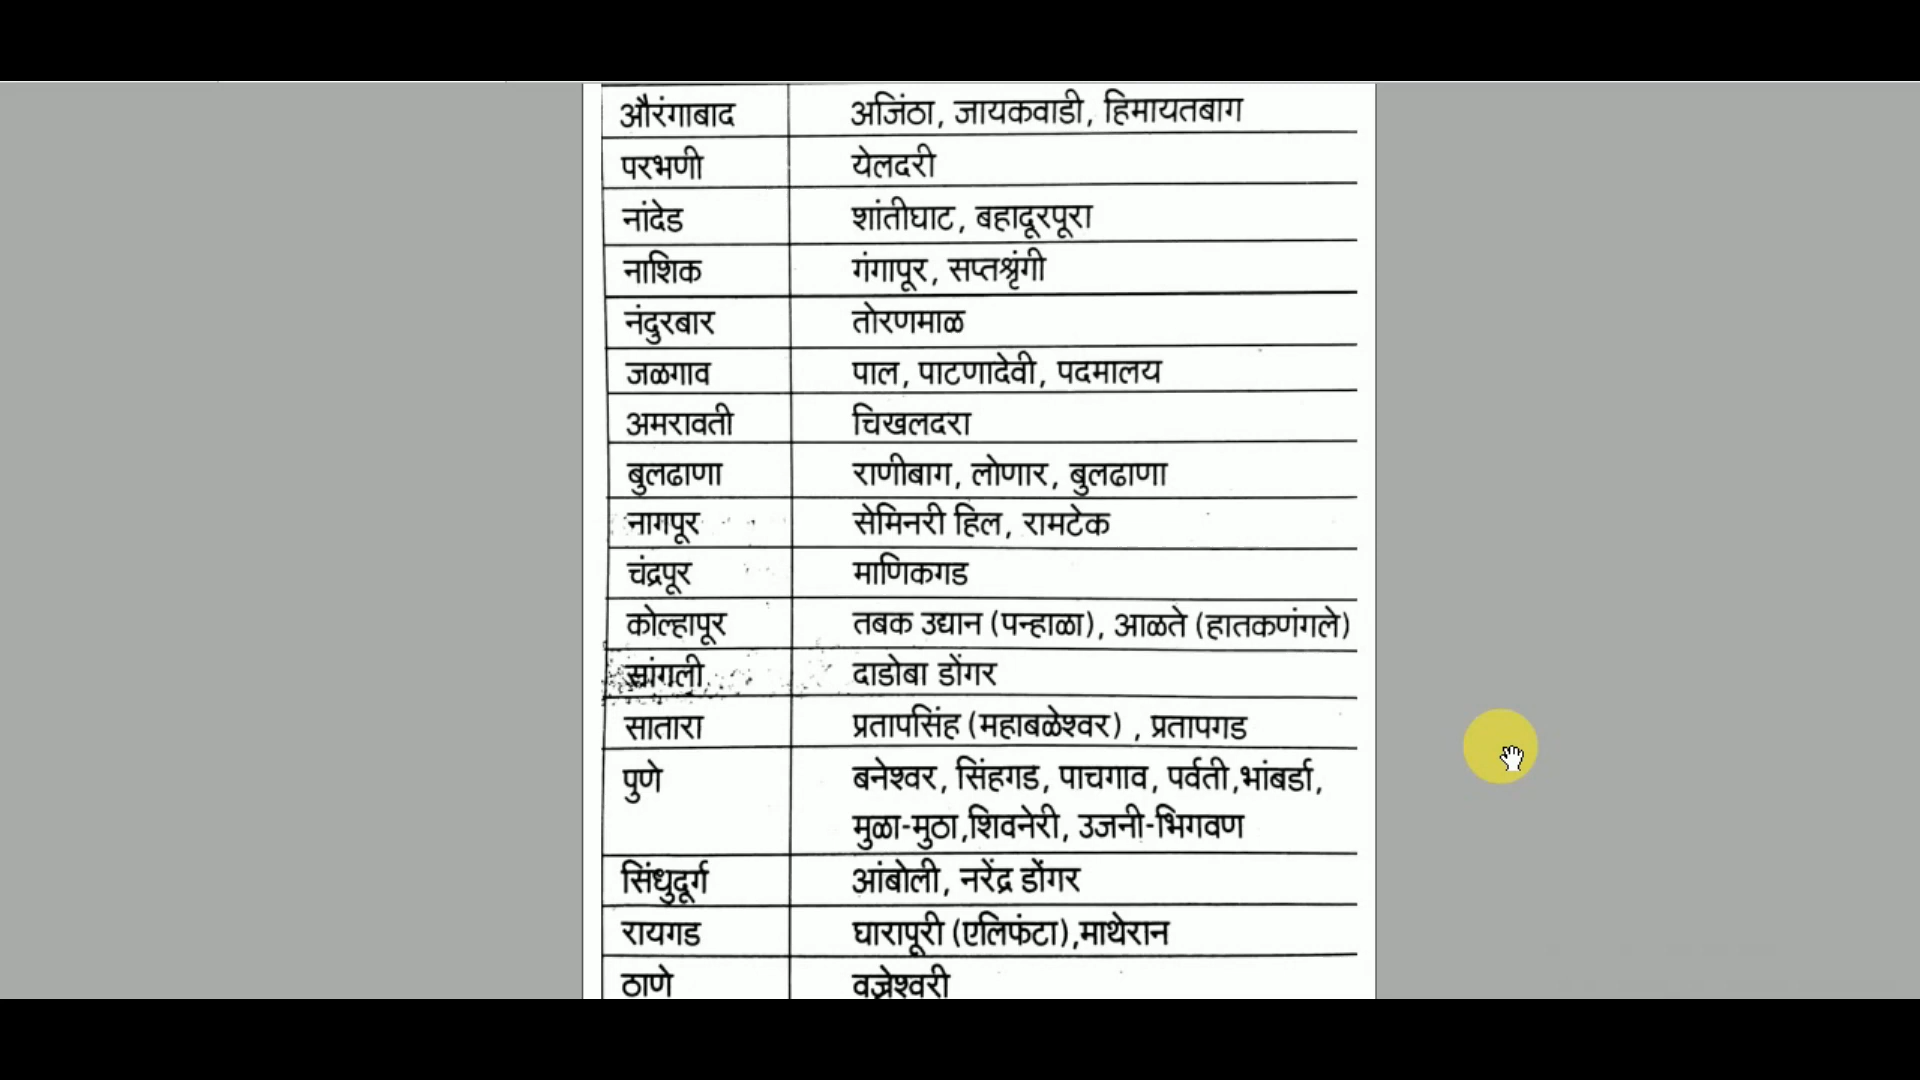 औरंगाबाद अजिंठा, जायकवाडी, हिमायतबाग
परभणी येलदरी
नांदेड शांतीघाट, बहादूरपूरा
नाशिक गंगापूर, सप्तश्रृंगी
नंदुरबार तोरणमाळ
जळगाव पाल, पाटणादेवी, पदमालय
अमरावती चिखलदरा
बुलढाणा राणीबाग, लोणार, बुलढाणा
नागपूर सेमिनरी हिल, रामटेक
चंद्रपूर माणिकगड
कोल्हापूर तबक उद्यान (पन्हाळा), आळते (हातकणंगले)
सांगली दाडोबा डोंगर
सातारा प्रतापसिंह (महाबळेश्वर) , प्रतापगड
पुणे बनेश्वर, सिंहगड, पाचगाव, पर्वती,भांबर्डा,
मुळा-मुठा,शिवनेरी, उजनी-भिगवण
सिंधुदूर्ग आंबोली, नरेंद्र डोंगर
रायगड घारापूरी (एलिफंटा),माथेरान
ठाणे वज्रेश्वरी